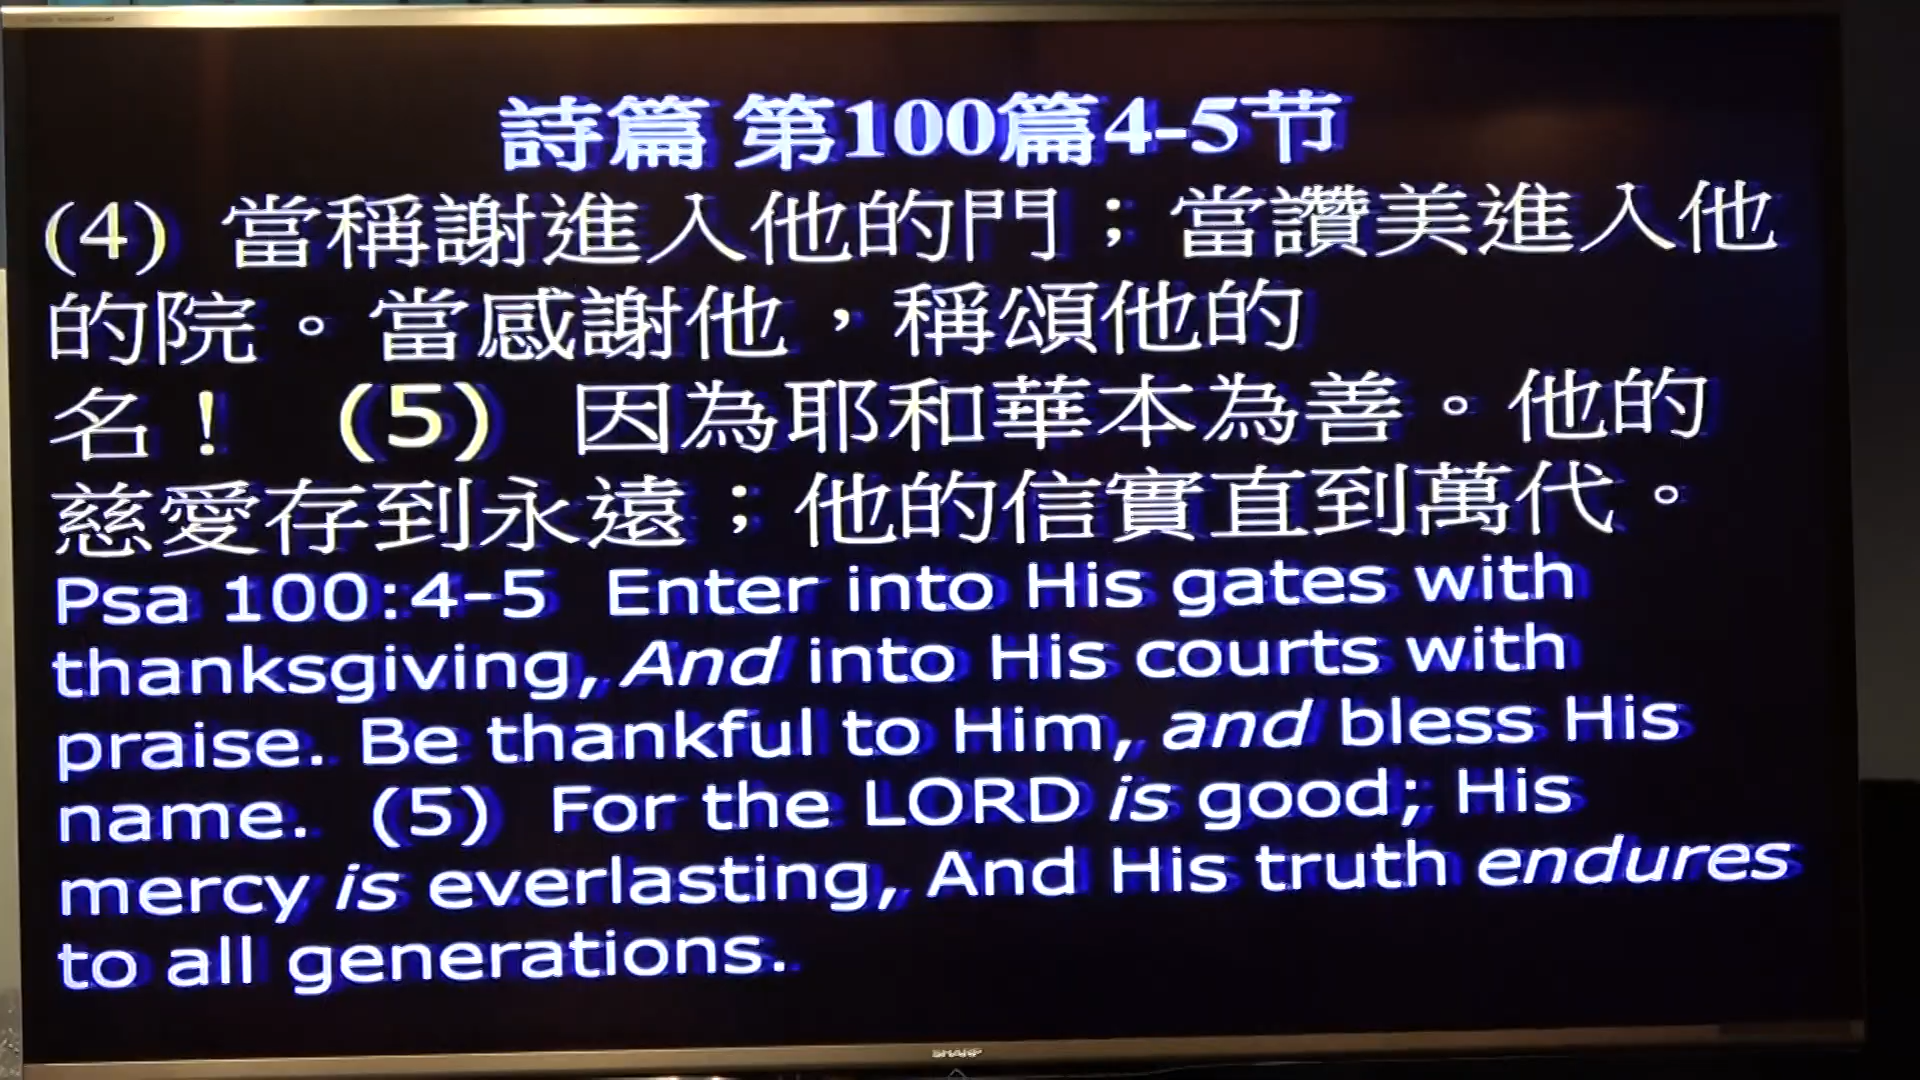 詩篇 第100篇4-5节
(4) 當稱謝進入他的門；當讚美進入他
的院。當感謝他，稱頌他的
名！ (5) 因為耶和華本為善。他的
慈愛存到永遠；他的信實直到萬代。
Psa 100:4-5 Enter into His gates with
thanksgiving, And into His courts with
praise. Be thankful to Him, and bless His
name. (5) For the LORD is good; His
mercy is everlasting, And His truth endures
to all generations.
SHARP